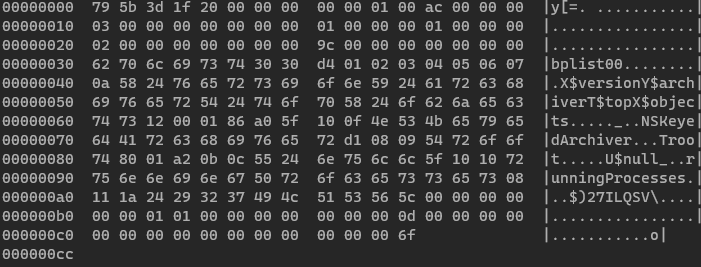 00000000  79 5b 3d 1f 20 00 00 00  00 00 01 00 ac 00 00 00  |y[=. ...........|
00000010  03 00 00 00 00 00 00 00  01 00 00 00 01 00 00 00  |................|
00000020  02 00 00 00 00 00 00 00  9c 00 00 00 00 00 00 00  |................|
00000030  62 70 6c 69 73 74 30 30  d4 01 02 03 04 05 06 07  |bplist00........|
00000040  0a 58 24 76 65 72 73 69  6f 6e 59 24 61 72 63 68  |.X$versionY$arch|
00000050  69 76 65 72 54 24 74 6f  70 58 24 6f 62 6a 65 63  |iverT$topX$objec|
00000060  74 73 12 00 01 86 a0 5f  10 0f 4e 53 4b 65 79 65  |ts....._..NSKeye|
00000070  64 41 72 63 68 69 76 65  72 d1 08 09 54 72 6f 6f  |dArchiver...Troo|
00000080  74 80 01 a2 0b 0c 55 24  6e 75 6c 6c 5f 10 10 72  |t.....U$null_..r|
00000090  75 6e 6e 69 6e 67 50 72  6f 63 65 73 73 65 73 08  |unningProcesses.|
000000a0  11 1a 24 29 32 37 49 4c  51 53 56 5c 00 00 00 00  |..$)27ILQSV\....|
000000b0  00 00 01 01 00 00 00 00  00 00 00 0d 00 00 00 00  |................|
000000c0  00 00 00 00 00 00 00 00  00 00 00 6f              |...........o|
000000cc